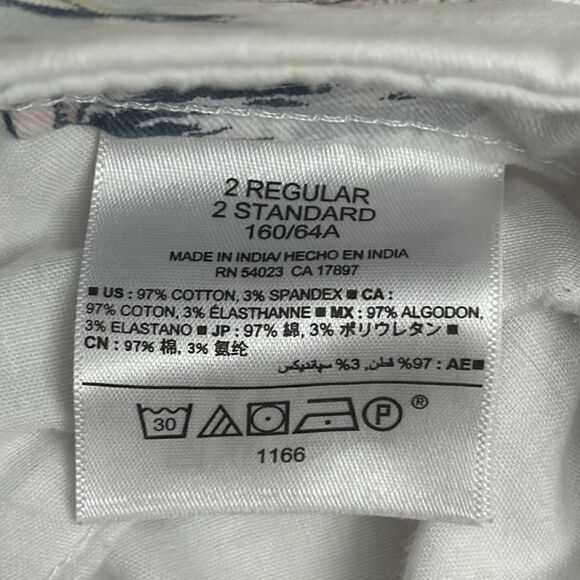 2 REGULAR
2 STANDARD
160/64A
MADE IN INDIA/ HECHO EN INDIA
RN 54023 CA 17897
■ US : 97% COTTON, 3% SPANDEX ■ CA :
97% COTON, 3% ÉLASTHANNE ■ MX : 97% ALGODON,
3% ELASTANO ■ JP : 97% 綿, 3% ポリウレタン ■
CN : 97% 棉, 3% 氨纶
■AE : 97% قطن, 3% سباندیکس
30 P ®
1166